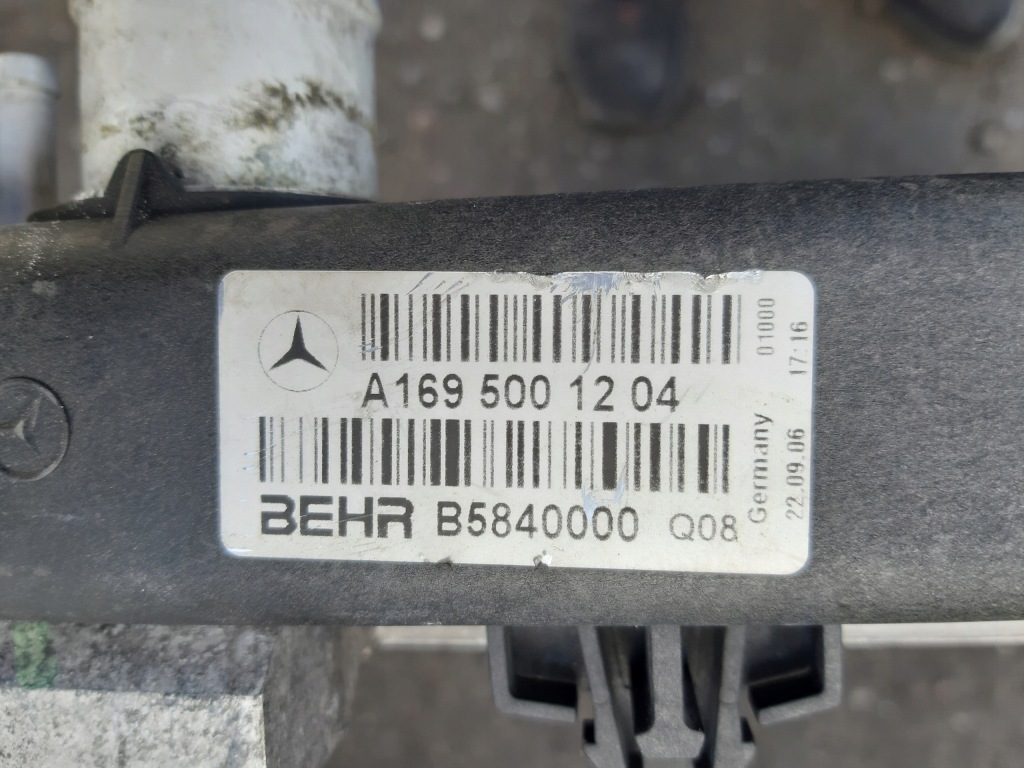 A169 500 12 04
BEHR B5840000 Q08
Germany 01000
22.09.06 17:16